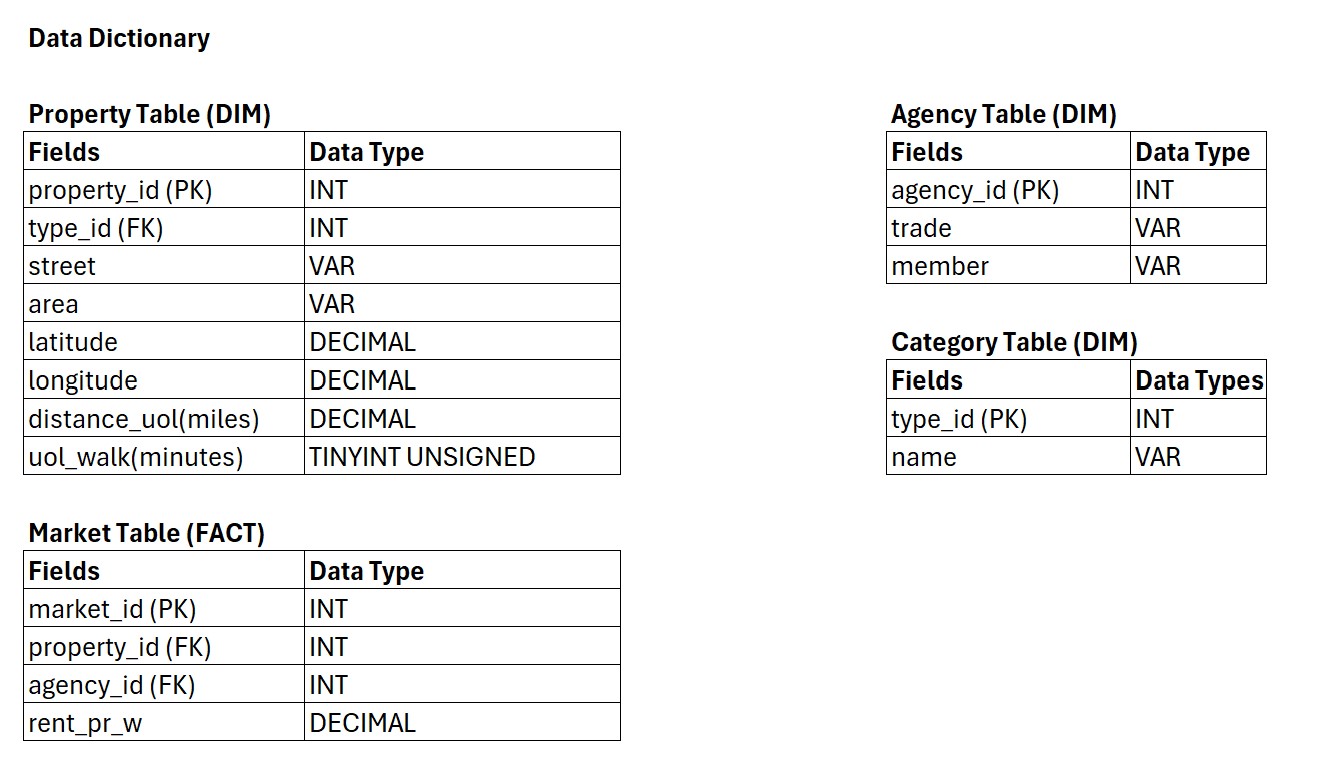 Data Dictionary
Property Table (DIM)
Fields Data Type
property_id (PK) INT
type_id (FK) INT
street VAR
area VAR
latitude DECIMAL
longitude DECIMAL
distance_uol(miles) DECIMAL
uol_walk(minutes) TINYINT UNSIGNED
Market Table (FACT)
Fields Data Type
market_id (PK) INT
property_id (FK) INT
agency_id (FK) INT
rent_pr_w DECIMAL
Agency Table (DIM)
Fields Data Type
agency_id (PK) INT
trade VAR
member VAR
Category Table (DIM)
Fields Data Types
type_id (PK) INT
name VAR